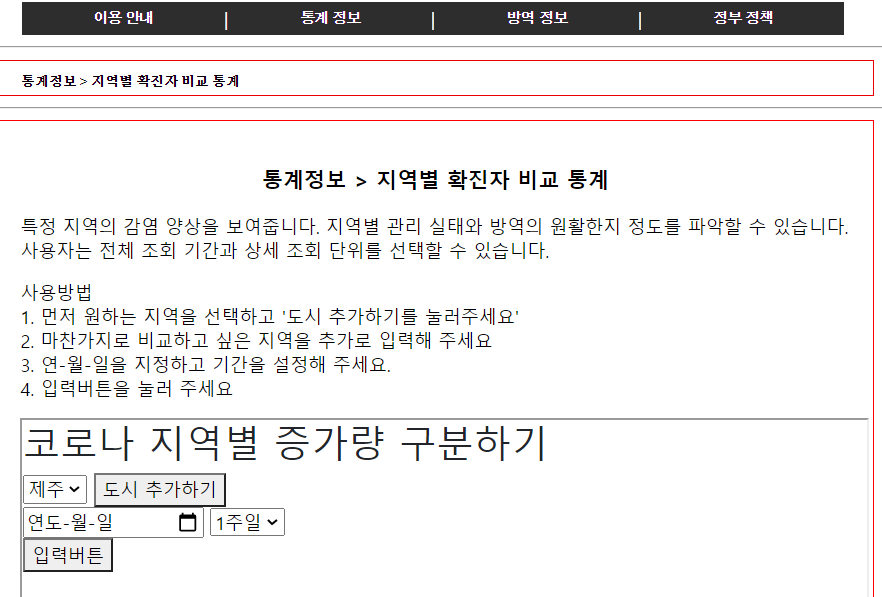 이용 안내 | 통계 정보 | 방역 정보 | 정부 정책
통계정보 > 지역별 확진자 비교 통계
통계정보 > 지역별 확진자 비교 통계
특정 지역의 감염 양상을 보여줍니다. 지역별 관리 실태와 방역의 원활한지 정도를 파악할 수 있습니다.
사용자는 전체 조회 기간과 상세 조회 단위를 선택할 수 있습니다.
사용방법
1. 먼저 원하는 지역을 선택하고 '도시 추가하기를 눌러주세요'
2. 마찬가지로 비교하고 싶은 지역을 추가로 입력해 주세요
3. 연-월-일을 지정하고 기간을 설정해 주세요.
4. 입력버튼을 눌러 주세요
코로나 지역별 증가량 구분하기
제주 도시 추가하기
연도-월-일 1주일
입력버튼